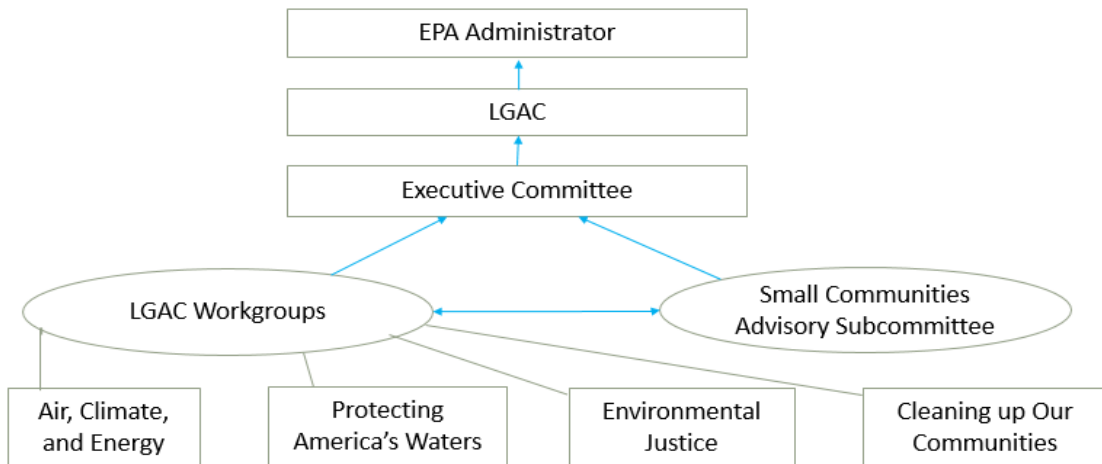 EPA Administrator
LGAC
Executive Committee
LGAC Workgroups
Small Communities
Advisory Subcommittee
Air, Climate,
and Energy
Protecting
America’s Waters
Environmental
Justice
Cleaning up Our
Communities